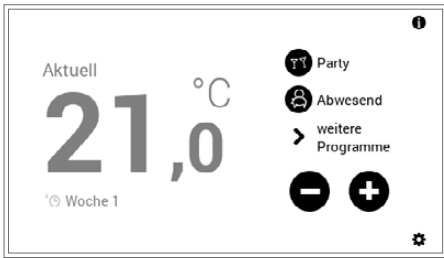 Aktuell
21,0
°C
Woche 1
Party
Abwesend
weitere
Programme